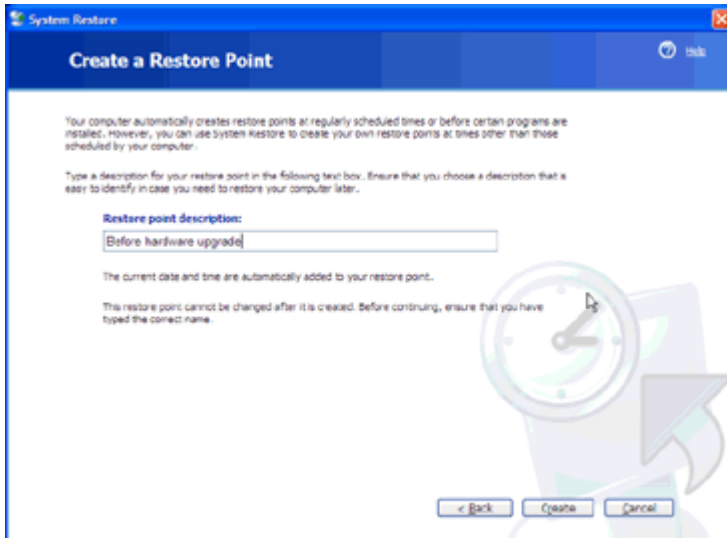 System Restore
Create a Restore Point
Help
Your computer automatically creates restore points at regularly scheduled times or before certain programs are
installed. However, you can use System Restore to create your own restore points at times other than those
scheduled by your computer.
Type a description for your restore point in the following text box. Ensure that you choose a description that is
easy to identify in case you need to restore your computer later.
Restore point description:
Before hardware upgrade
The current date and time are automatically added to your restore point.
This restore point cannot be changed after it is created. Before continuing, ensure that you have
typed the correct name.
< Back
Create
Cancel